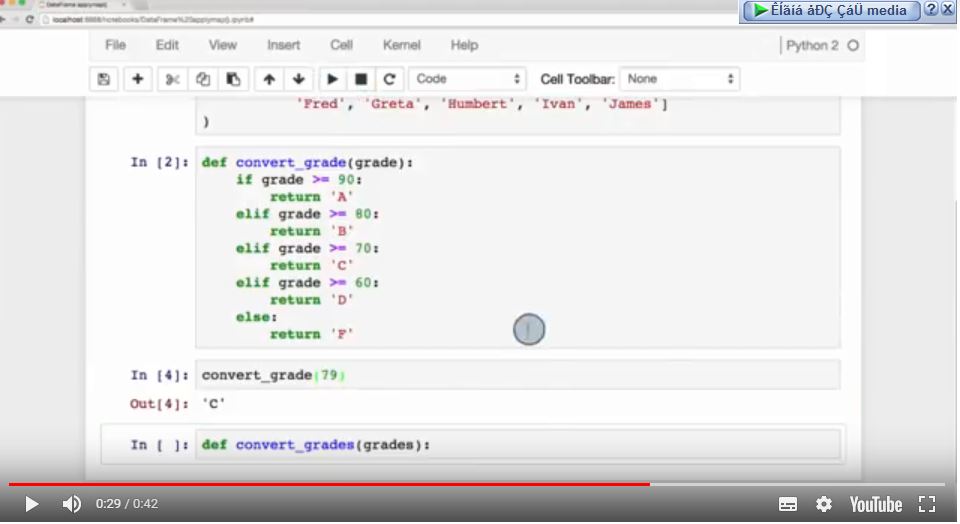 DataFrame applymap()
Êíãíá åÐÇ ÇáÜ media
? X
localhost:8888/notebooks/DataFrame%20applymap().ipynb#
File Edit View Insert Cell Kernel Help Python 2
Code Cell Toolbar: None
'Fred', 'Greta', 'Humbert', 'Ivan', 'James']
)
In [2]: def convert_grade(grade):
if grade >= 90:
return 'A'
elif grade >= 80:
return 'B'
elif grade >= 70:
return 'C'
elif grade >= 60:
return 'D'
else:
return 'F'
In [4]: convert_grade(79)
Out[4]: 'C'
In [ ]: def convert_grades(grades):
0:29 / 0:42
YouTube